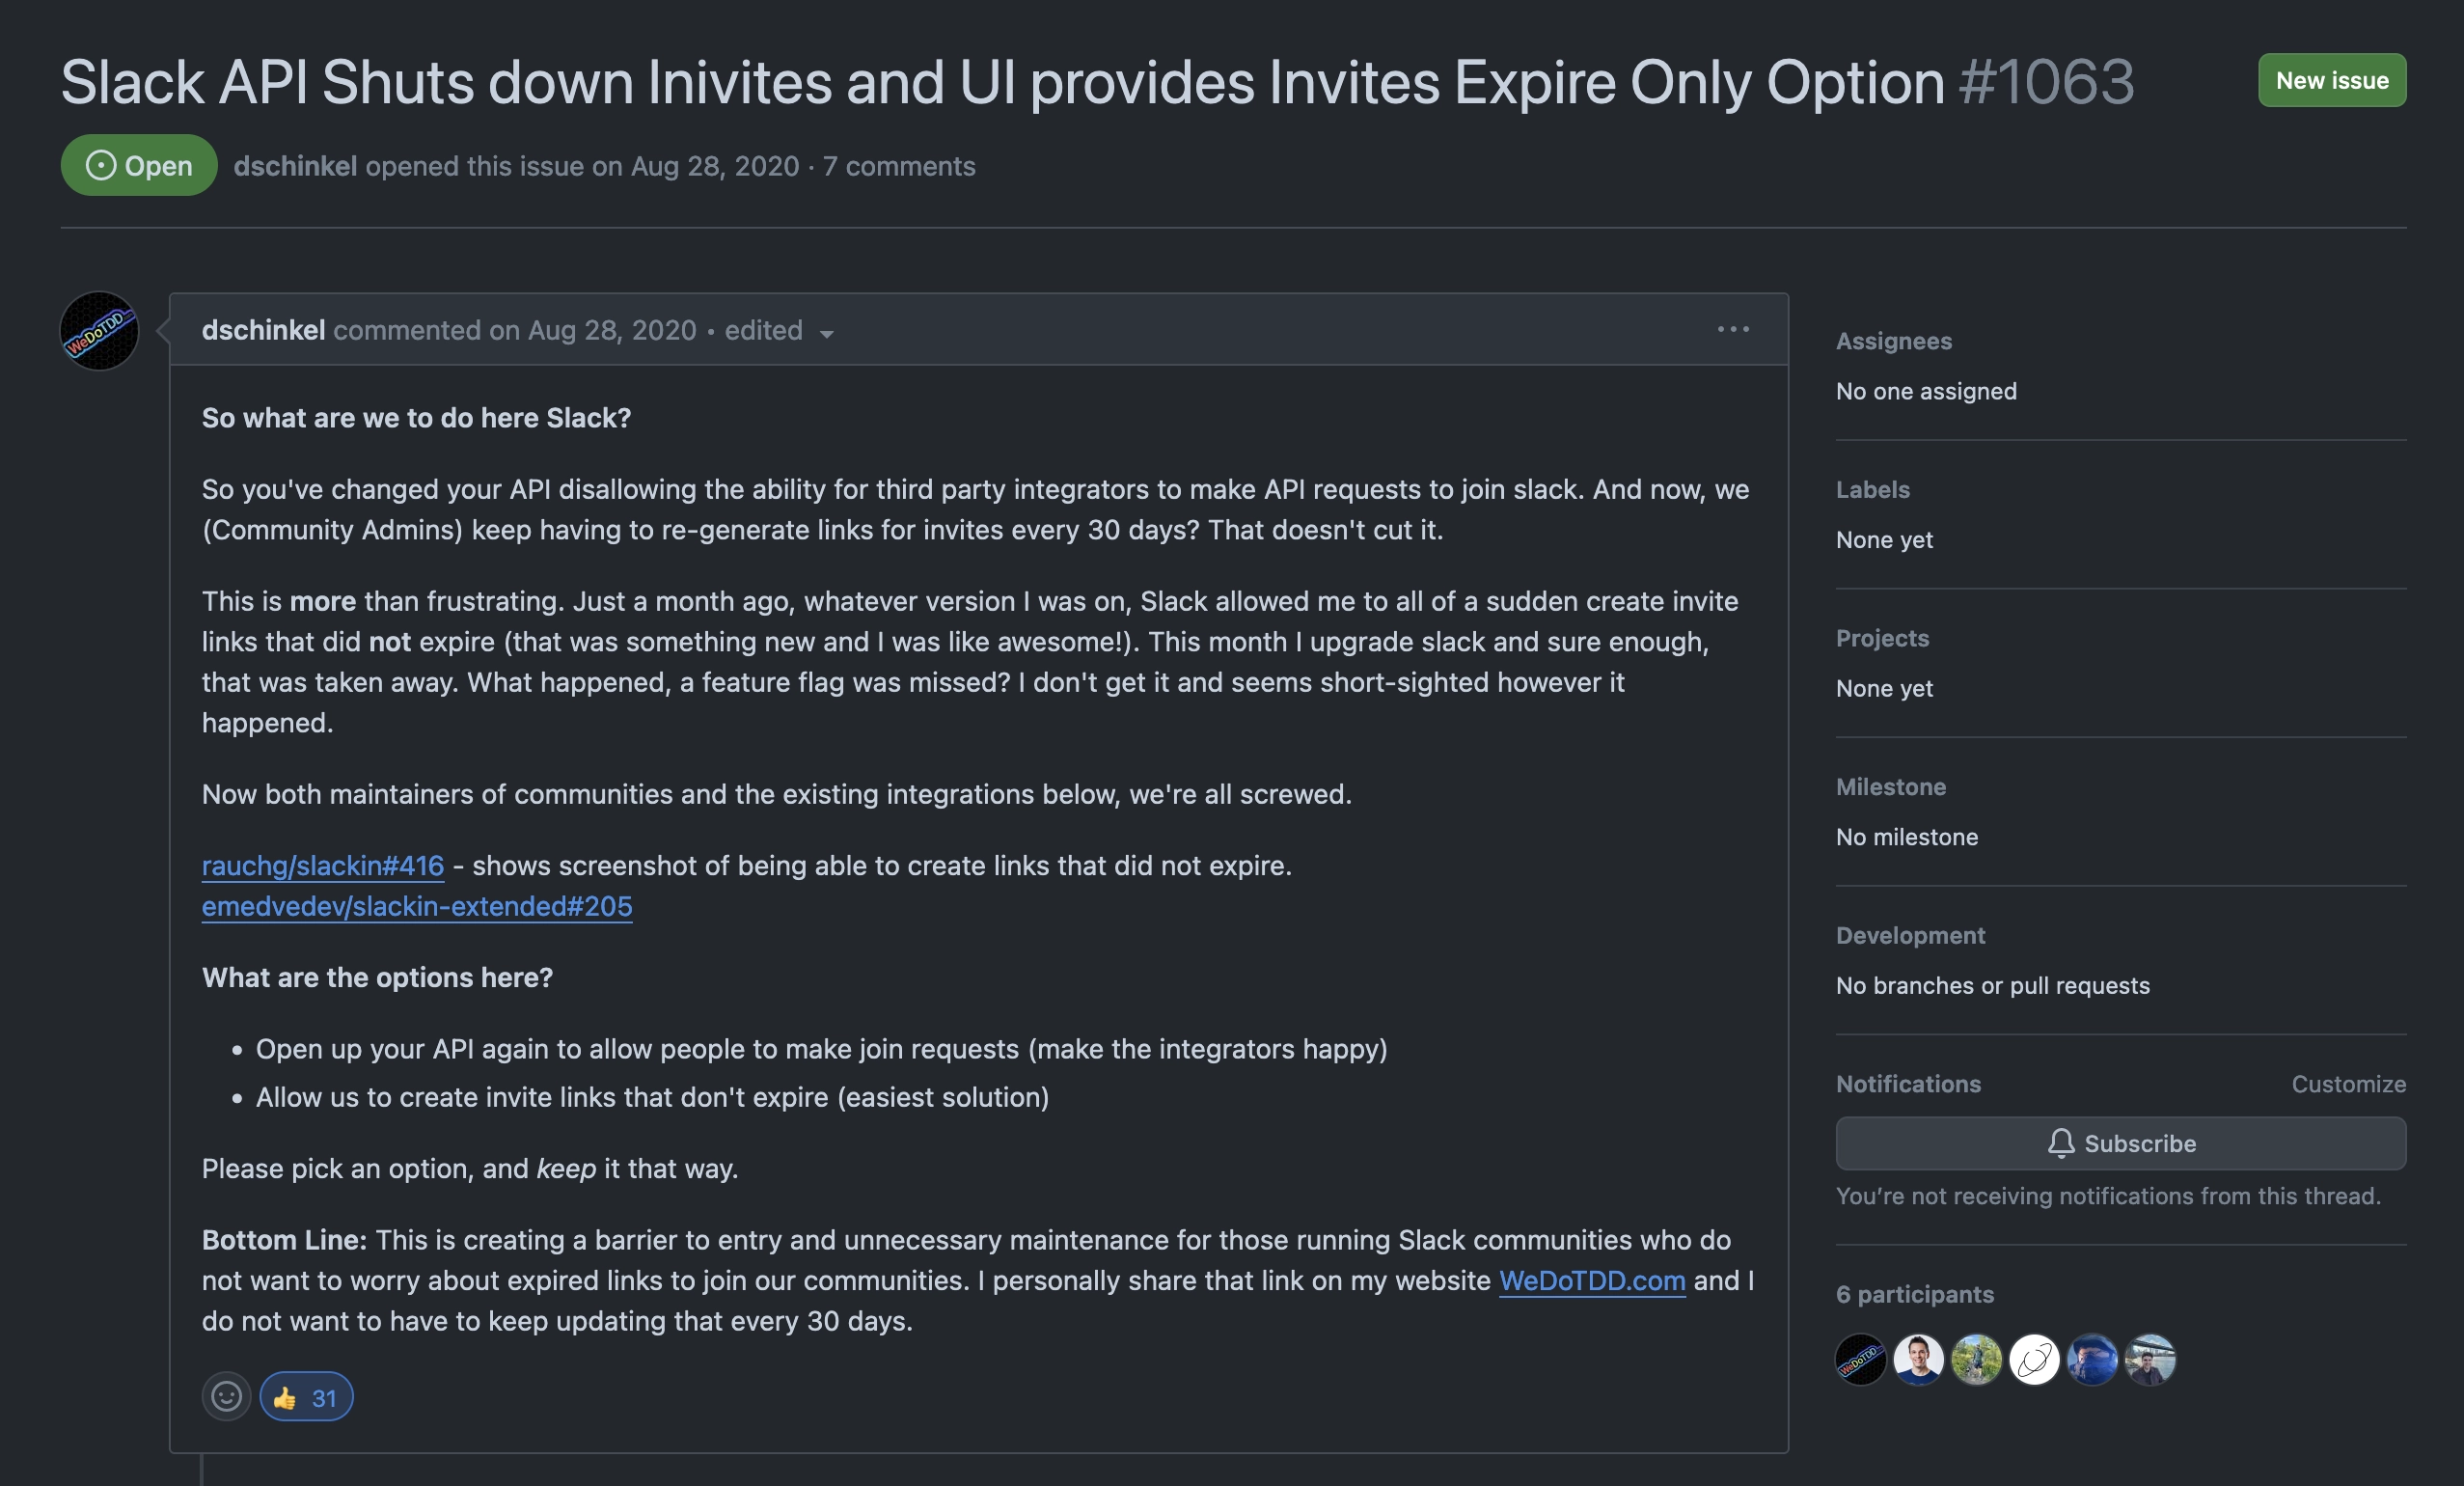 Slack API Shuts down Inivites and UI provides Invites Expire Only Option #1063
New issue
Open
dschinkel opened this issue on Aug 28, 2020 · 7 comments
WeDoTDD
dschinkel commented on Aug 28, 2020 • edited
So what are we to do here Slack?
So you've changed your API disallowing the ability for third party integrators to make API requests to join slack. And now, we
(Community Admins) keep having to re-generate links for invites every 30 days? That doesn't cut it.
This is more than frustrating. Just a month ago, whatever version I was on, Slack allowed me to all of a sudden create invite
links that did not expire (that was something new and I was like awesome!). This month I upgrade slack and sure enough,
that was taken away. What happened, a feature flag was missed? I don't get it and seems short-sighted however it
happened.
Now both maintainers of communities and the existing integrations below, we're all screwed.
rauchg/slackin#416 - shows screenshot of being able to create links that did not expire.
emedvedev/slackin-extended#205
What are the options here?
• Open up your API again to allow people to make join requests (make the integrators happy)
• Allow us to create invite links that don't expire (easiest solution)
Please pick an option, and keep it that way.
Bottom Line: This is creating a barrier to entry and unnecessary maintenance for those running Slack communities who do
not want to worry about expired links to join our communities. I personally share that link on my website WeDoTDD.com and I
do not want to have to keep updating that every 30 days.
31
Assignees
No one assigned
Labels
None yet
Projects
None yet
Milestone
No milestone
Development
No branches or pull requests
Notifications
Customize
Subscribe
You’re not receiving notifications from this thread.
6 participants
WeDoTDD